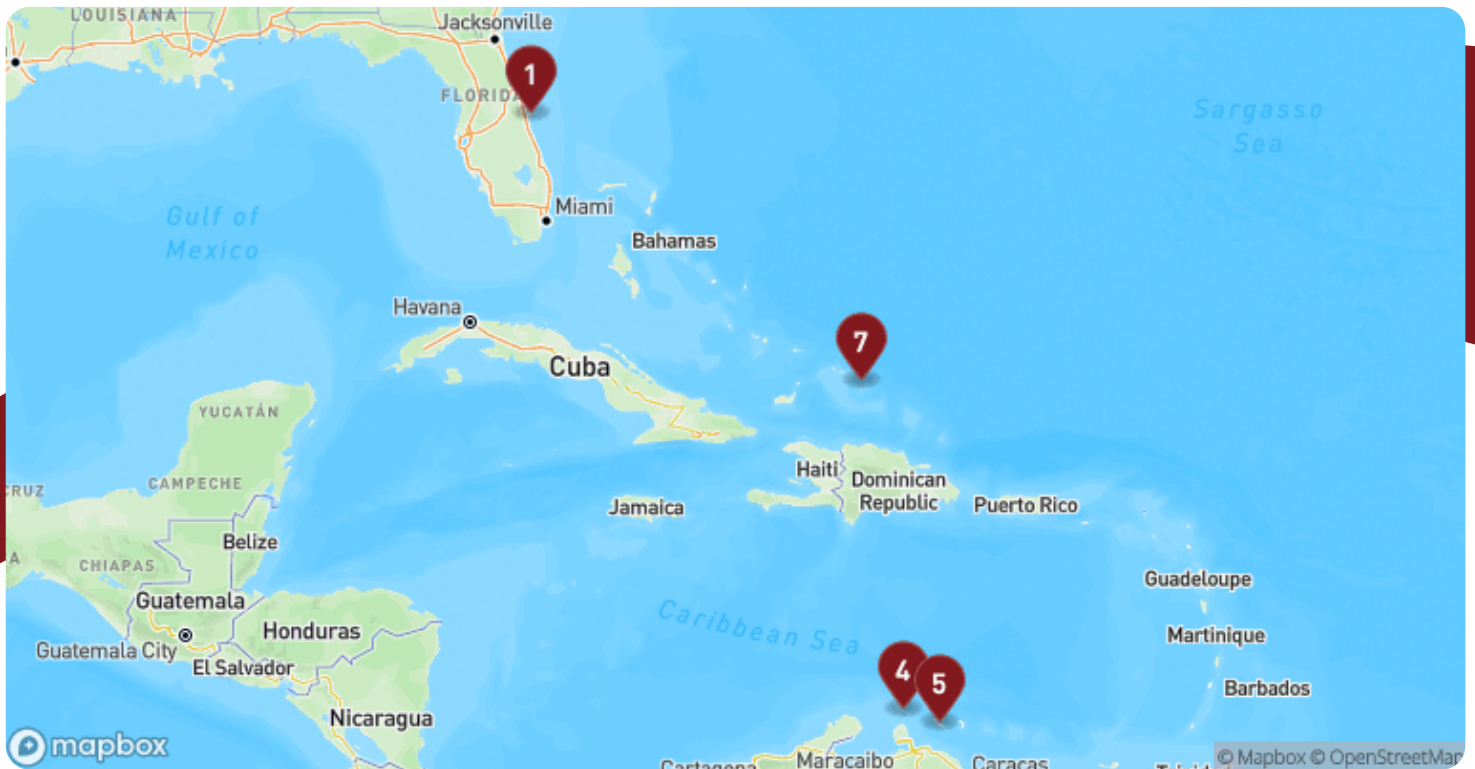 LOUISIANA
Jacksonville
1
FLORIDA
Sargasso
Sea
Gulf of
Mexico
Miami
Bahamas
Havana
7
Cuba
YUCATÁN
CAMPECHE
Haiti
Dominican
Republic
Puerto Rico
Jamaica
Belize
CHIAPAS
Guadeloupe
Guatemala
Caribbean Sea
Honduras
Martinique
Guatemala City
El Salvador
4
5
Barbados
Nicaragua
mapbox
Maracaibo
Caracas
© Mapbox © OpenStreetMap